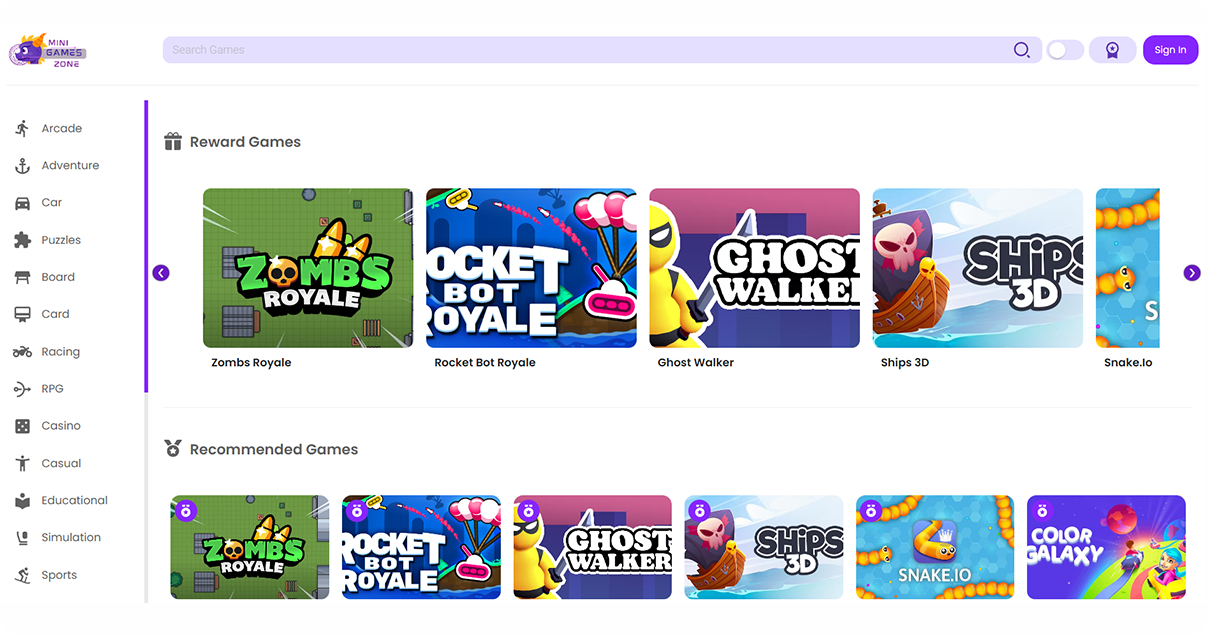 MINI
GAMES
ZONE
Search Games
Sign In
Arcade
Adventure
Car
Puzzles
Board
Card
Racing
RPG
Casino
Casual
Educational
Simulation
Sports
Reward Games
ZOMBS
ROYALE
OCKET
BOT
ROYALE
GHOST
WALKER
SHiPS
3D
S
Zombs Royale
Rocket Bot Royale
Ghost Walker
Ships 3D
Snake.Io
Recommended Games
ZOMBS
ROYALE
ROCKET
BOT
ROYALE
GHOST
WALKER
SHiPS
3D
SNAKE.IO
COLOR
GALAXY